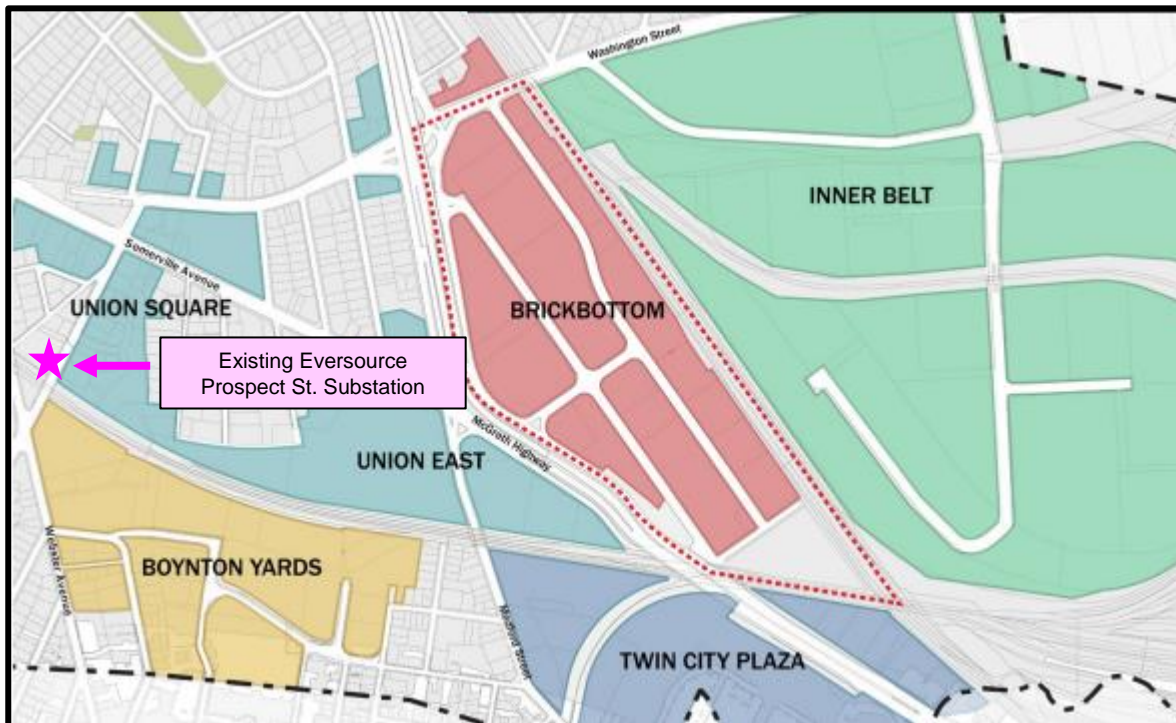 Washington Street
INNER BELT
Somerville Avenue
UNION SQUARE
BRICKBOTTOM
Existing Eversource
Prospect St. Substation
McGrath Highway
UNION EAST
Webster Avenue
BOYNTON YARDS
Medford Street
TWIN CITY PLAZA